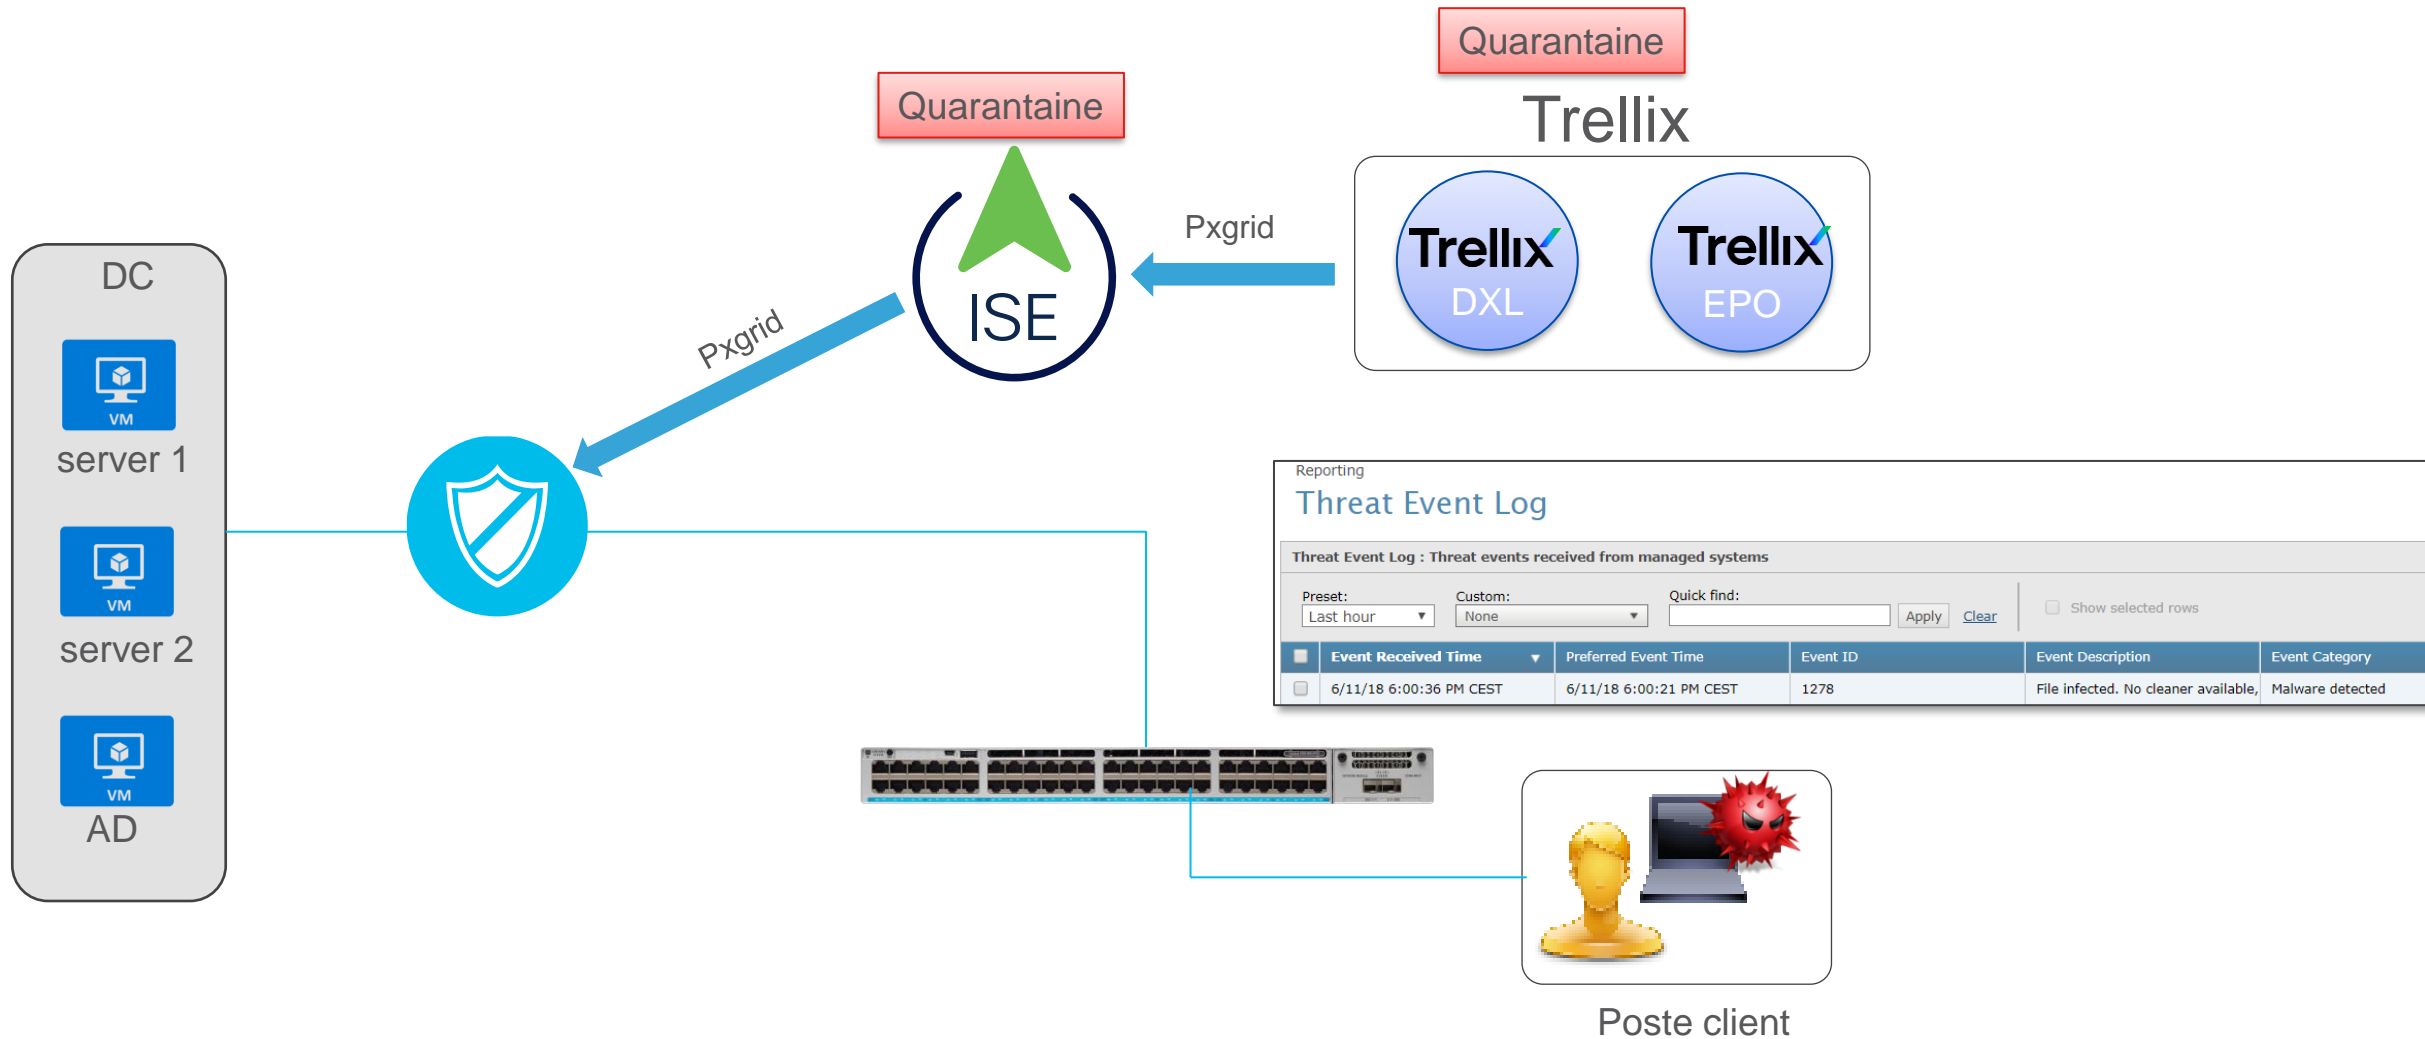 Quarantaine
Trellix
Quarantaine
Pxgrid
Trellix
DXL
Trellix
EPO
ISE
Pxgrid
DC
VM
server 1
VM
server 2
VM
AD
Reporting
Threat Event Log
Threat Event Log : Threat events received from managed systems
Preset: Custom: Quick find:
Last hour None Apply Clear Show selected rows
Event Received Time Preferred Event Time Event ID Event Description Event Category
6/11/18 6:00:36 PM CEST 6/11/18 6:00:21 PM CEST 1278 File infected. No cleaner available, Malware detected
Poste client